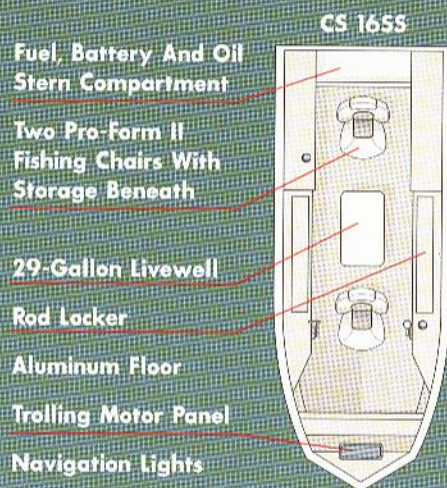 CS 16SS
Fuel, Battery And Oil
Stern Compartment
Two Pro-Form II
Fishing Chairs With
Storage Beneath
29-Gallon Livewell
Rod Locker
Aluminum Floor
Trolling Motor Panel
Navigation Lights